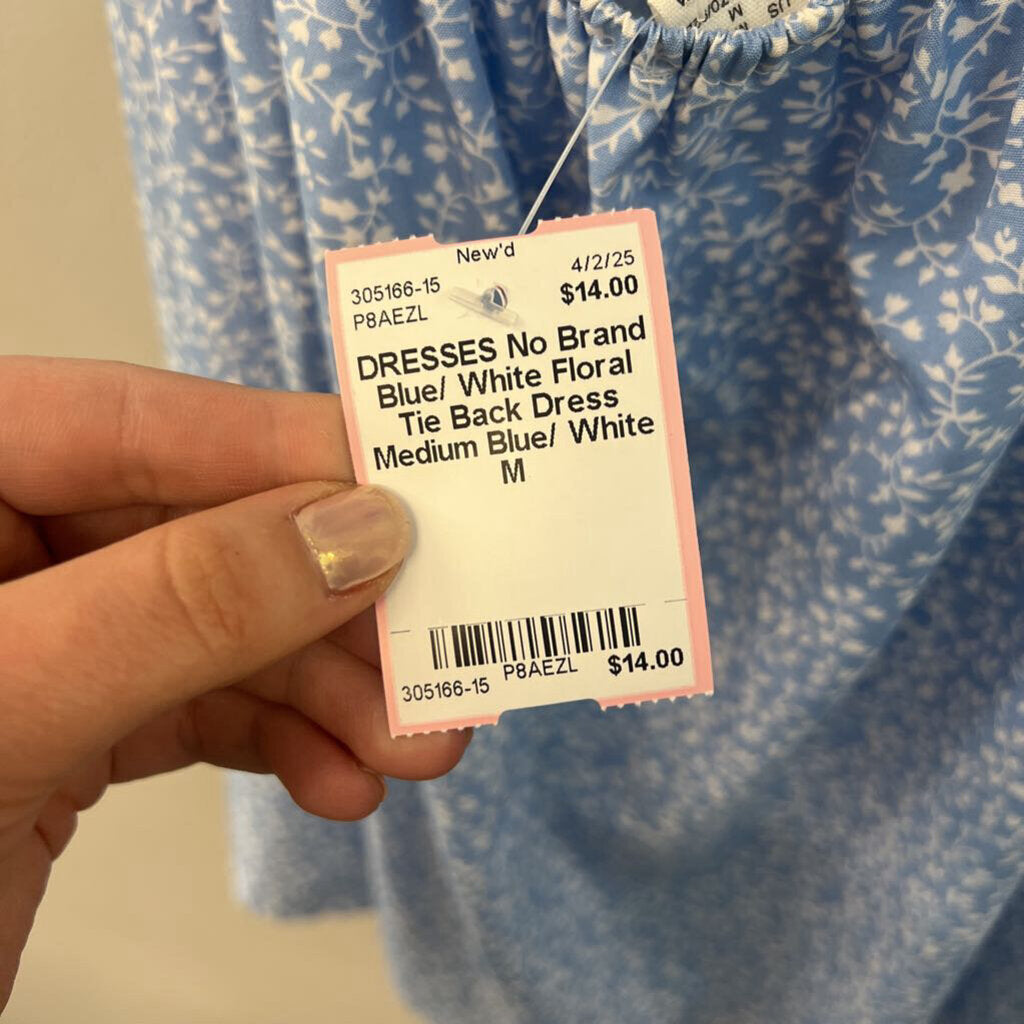 US
M
New'd
305166-15 4/2/25
P8AEZL $14.00
DRESSES No Brand
Blue/ White Floral
Tie Back Dress
Medium Blue/ White
M
305166-15 P8AEZL $14.00